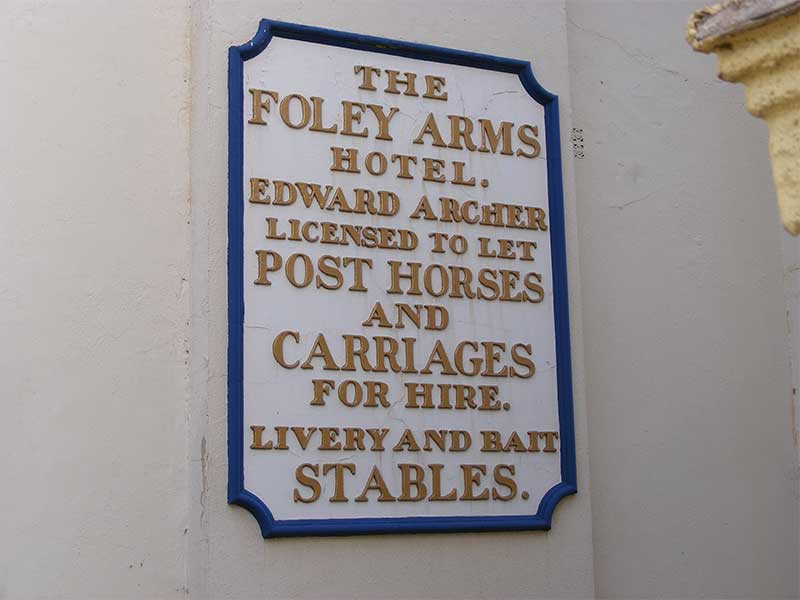 THE
FOLEY ARMS
HOTEL.
EDWARD ARCHER
LICENSED TO LET
POST HORSES
AND
CARRIAGES
FOR HIRE.
LIVERY AND BAIT
STABLES.